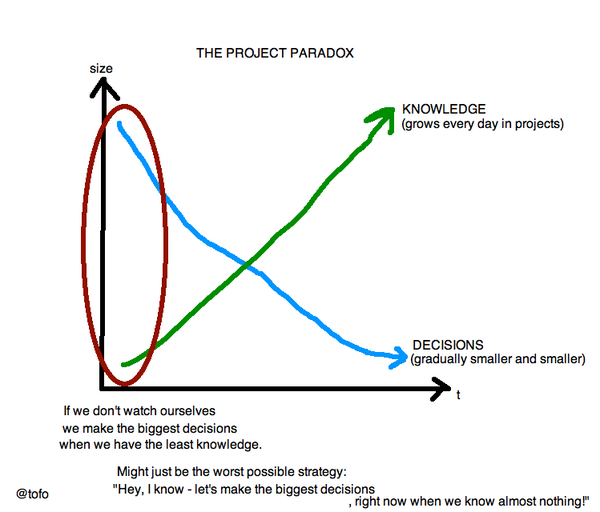 THE PROJECT PARADOX
size
KNOWLEDGE
(grows every day in projects)
DECISIONS
(gradually smaller and smaller)
t
If we don't watch ourselves
we make the biggest decisions
when we have the least knowledge.
Might just be the worst possible strategy:
"Hey, I know - let's make the biggest decisions
, right now when we know almost nothing!"
@tofo